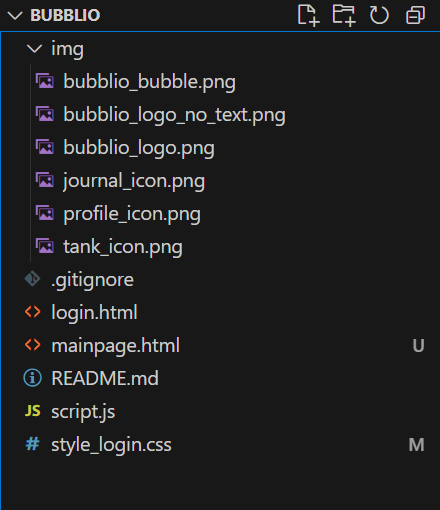 BUBBLIO
img
bubblio_bubble.png
bubblio_logo_no_text.png
bubblio_logo.png
journal_icon.png
profile_icon.png
tank_icon.png
.gitignore
login.html
mainpage.html U
README.md
JS script.js
# style_login.css M